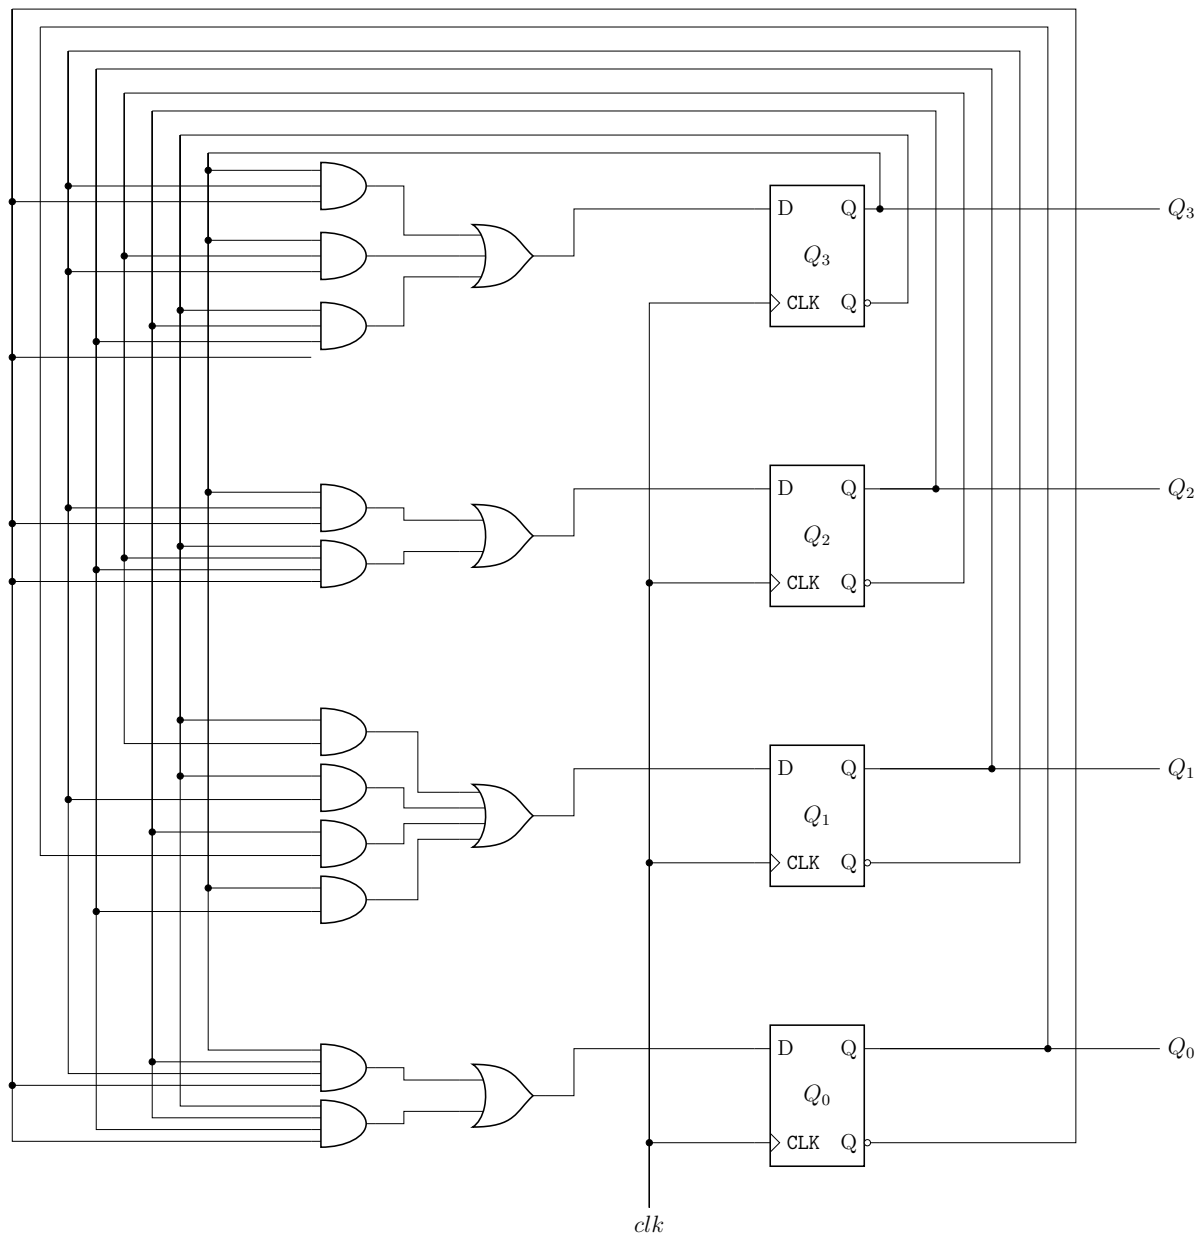 D Q Q₃
Q₃
CLK Q
D Q Q₂
Q₂
CLK Q
D Q Q₁
Q₁
CLK Q
D Q Q₀
Q₀
CLK Q
clk